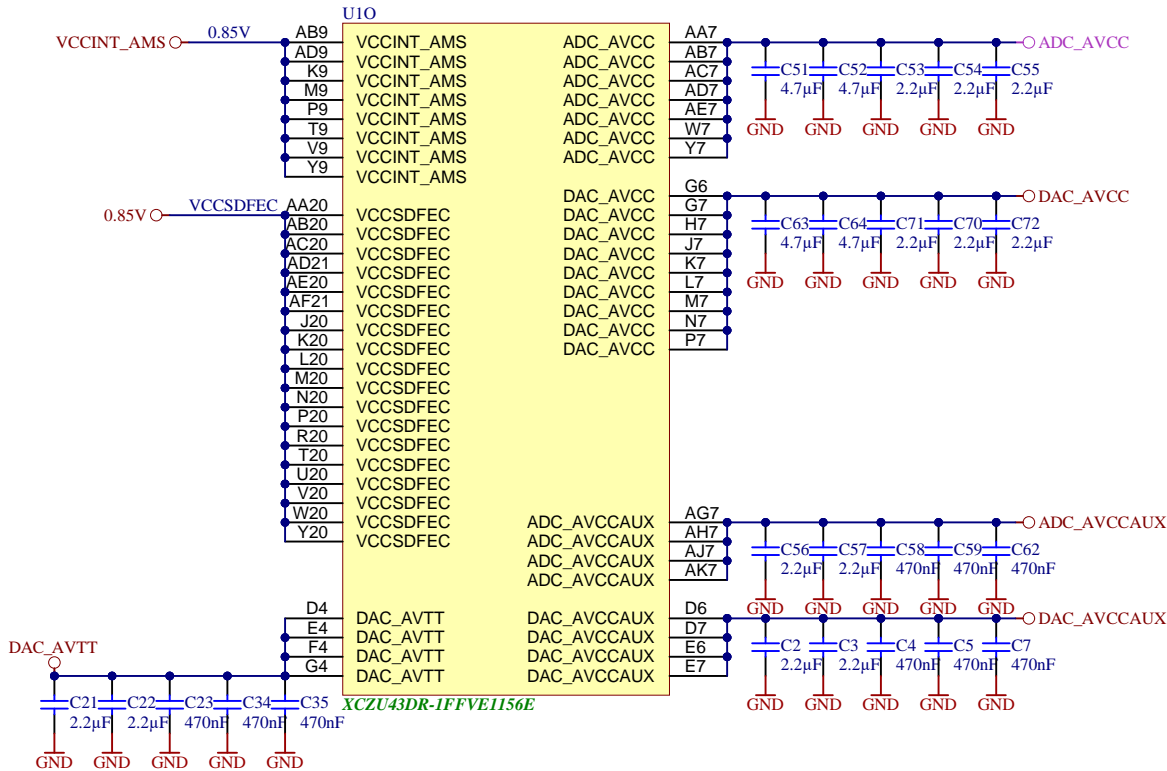 U1O
VCCINT_AMS 0.85V AB9 VCCINT_AMS ADC_AVCC AA7 ADC_AVCC
AD9 VCCINT_AMS ADC_AVCC AB7
K9 VCCINT_AMS ADC_AVCC AC7
M9 VCCINT_AMS ADC_AVCC AD7
P9 VCCINT_AMS ADC_AVCC AE7
T9 VCCINT_AMS ADC_AVCC W7
V9 VCCINT_AMS ADC_AVCC Y7
Y9 VCCINT_AMS
C51 C52 C53 C54 C55
4.7µF 4.7µF 2.2µF 2.2µF 2.2µF
GND GND GND GND GND
DAC_AVCC G6 DAC_AVCC
0.85V VCCSDFEC AA20 VCCSDFEC DAC_AVCC G7
AB20 VCCSDFEC DAC_AVCC H7
AC20 VCCSDFEC DAC_AVCC J7
AD21 VCCSDFEC DAC_AVCC K7
AE20 VCCSDFEC DAC_AVCC L7
AF21 VCCSDFEC DAC_AVCC M7
J20 VCCSDFEC DAC_AVCC N7
K20 VCCSDFEC DAC_AVCC P7
L20 VCCSDFEC
M20 VCCSDFEC
N20 VCCSDFEC
P20 VCCSDFEC
R20 VCCSDFEC
T20 VCCSDFEC
U20 VCCSDFEC
V20 VCCSDFEC
W20 VCCSDFEC ADC_AVCCAUX AG7 ADC_AVCCAUX
Y20 VCCSDFEC ADC_AVCCAUX AH7
ADC_AVCCAUX AJ7
ADC_AVCCAUX AK7
C63 C64 C71 C70 C72
4.7µF 4.7µF 2.2µF 2.2µF 2.2µF
GND GND GND GND GND
C56 C57 C58 C59 C62
2.2µF 2.2µF 470nF 470nF 470nF
GND GND GND GND GND
D4 DAC_AVTT DAC_AVCCAUX D6 DAC_AVCCAUX
E4 DAC_AVTT DAC_AVCCAUX D7
F4 DAC_AVTT DAC_AVCCAUX E6
G4 DAC_AVTT DAC_AVCCAUX E7
C2 C3 C4 C5 C7
2.2µF 2.2µF 470nF 470nF 470nF
GND GND GND GND GND
DAC_AVTT
C21 C22 C23 C34 C35
2.2µF 2.2µF 470nF 470nF 470nF
GND GND GND GND GND
XCZU43DR-1FFVE1156E